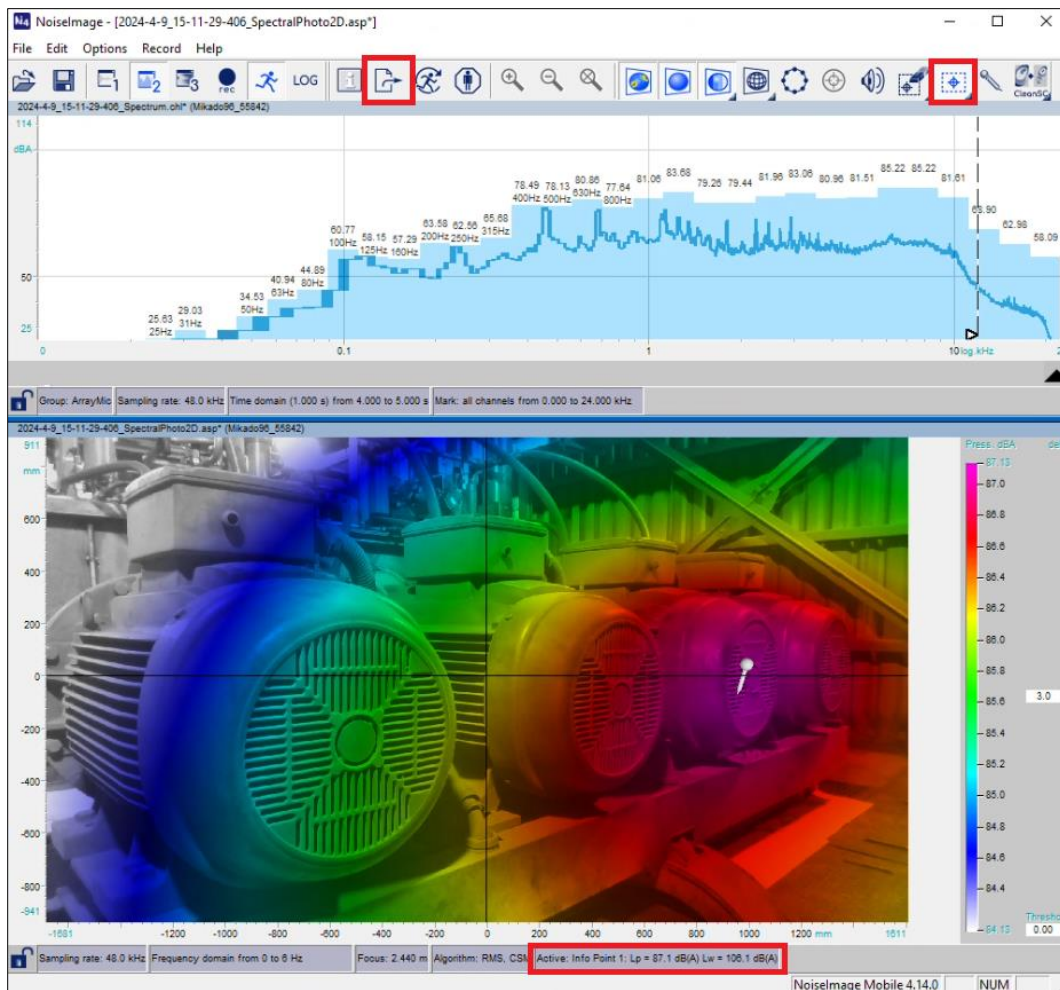 NoiseImage - [2024-4-9_15-11-29-406_SpectralPhoto2D.asp*]
File Edit Options Record Help
1 2 3 rec LOG CleanSC
2024-4-9_15-11-29-406_Spectrum.chl* (Mikado96_55842)
114
dBA
50
25
25.63
25Hz
29.03
31Hz
34.53
50Hz
40.94
63Hz
44.89
80Hz
60.77
100Hz
58.15
125Hz
57.29
160Hz
63.58
200Hz
62.56
250Hz
65.68
315Hz
78.49
400Hz
78.13
500Hz
80.86
630Hz
77.64
800Hz
81.06 83.68 79.26 79.44 81.96 83.06 80.96 81.51 85.22 85.22 81.61
62.98
58.09
0 0.1 1 10 log.kHz 2
Group: ArrayMic Sampling rate: 48.0 kHz Time domain (1.000 s) from 4.000 to 5.000 s Mark: all channels from 0.000 to 24.000 kHz
2024-4-9_15-11-29-406_SpectralPhoto2D.asp* (Mikado96_55842)
911
mm
600
400
200
0
-200
-400
-600
-800
-941
-1681 -1200 -1000 -800 -600 -400 -200 0 200 400 600 800 1000 1200 mm 1611
Press. dBA
87.13
87.0
86.8
86.6
86.4
86.2
86.0
85.8
85.6
85.4
85.2
85.0
84.8
84.6
84.4
84.13
3.0
0.00
Sampling rate: 48.0 kHz Frequency domain from 0 to 6 Hz Focus: 2.440 m Algorithm: RMS, CSM Active: Info Point 1: Lp = 87.1 dB(A) Lw = 106.1 dB(A)
NoiseImage Mobile 4.14.0 NUM